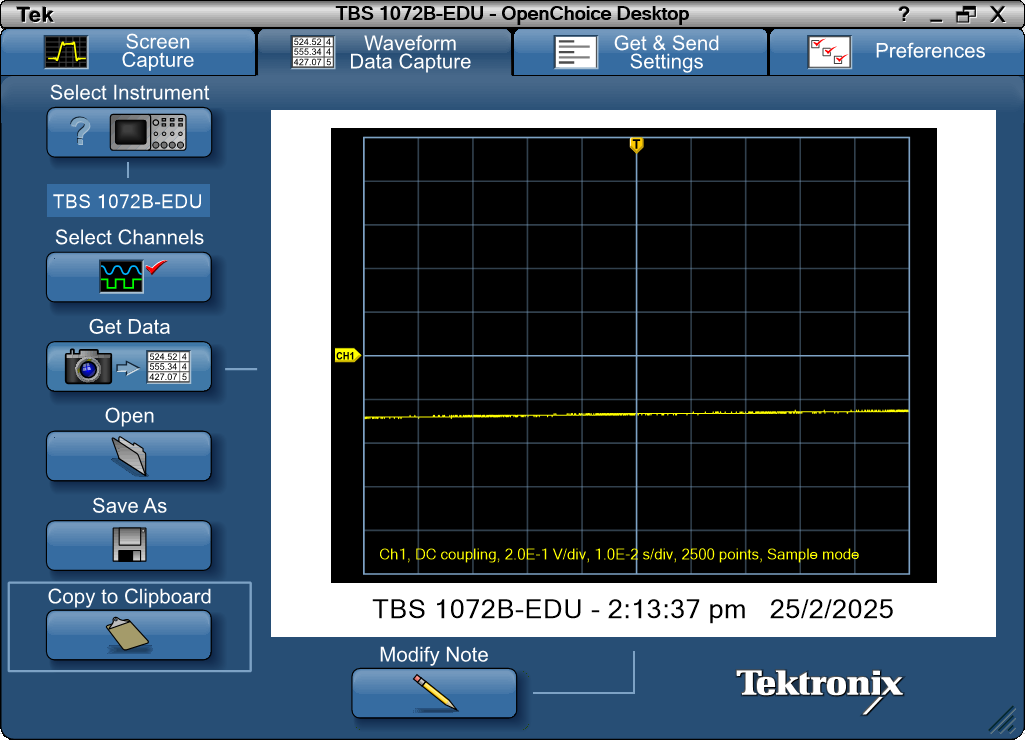 Tek
TBS 1072B-EDU - OpenChoice Desktop
? _ X
Screen
Capture
524.52 4
555.34 4
427.07 5
Waveform
Data Capture
Get & Send
Settings
Preferences
Select Instrument
?
TBS 1072B-EDU
Select Channels
Get Data
524.52 4
555.34 4
427.07 5
Open
Save As
Copy to Clipboard
T
CH1
Ch1, DC coupling, 2.0E-1 V/div, 1.0E-2 s/div, 2500 points, Sample mode
TBS 1072B-EDU - 2:13:37 pm 25/2/2025
Modify Note
Tektronix